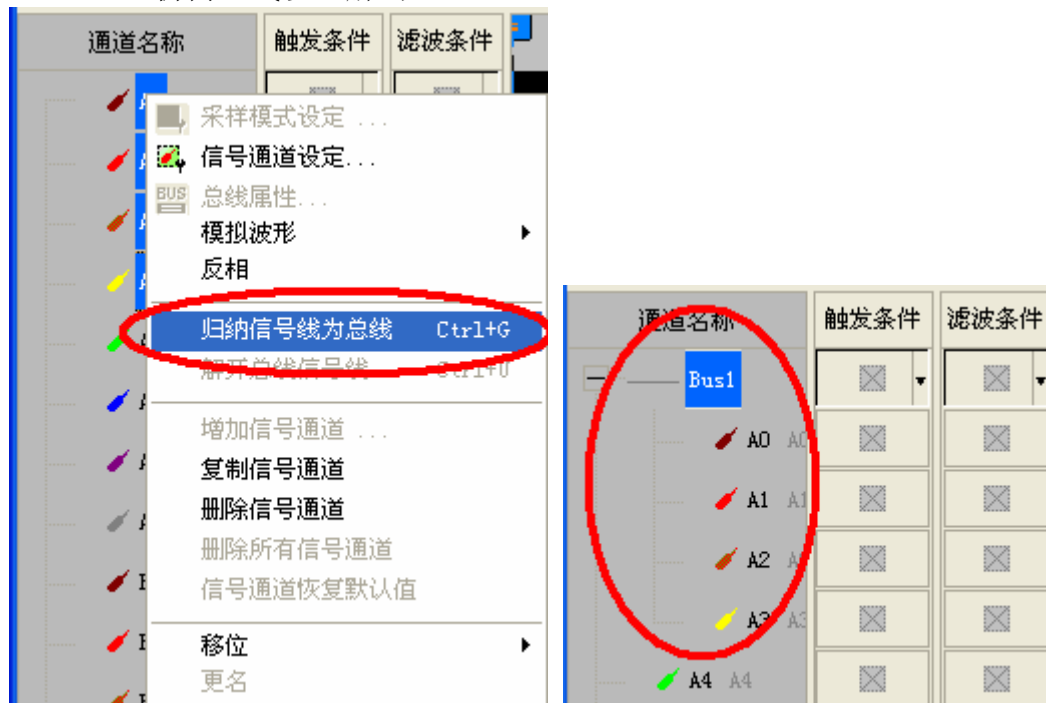 通道名称 触发条件 滤波条件
采样模式设定 ...
信号通道设定...
BUS 总线属性...
模拟波形
反相
归纳信号线为总线 Ctrl+G
解开总线信号线 Ctrl+U
增加信号通道 ...
复制信号通道
删除信号通道
删除所有信号通道
信号通道恢复默认值
移位
更名
通道名称 触发条件 滤波条件
Bus1
A0 A0
A1 A1
A2
A3 A3
A4 A4